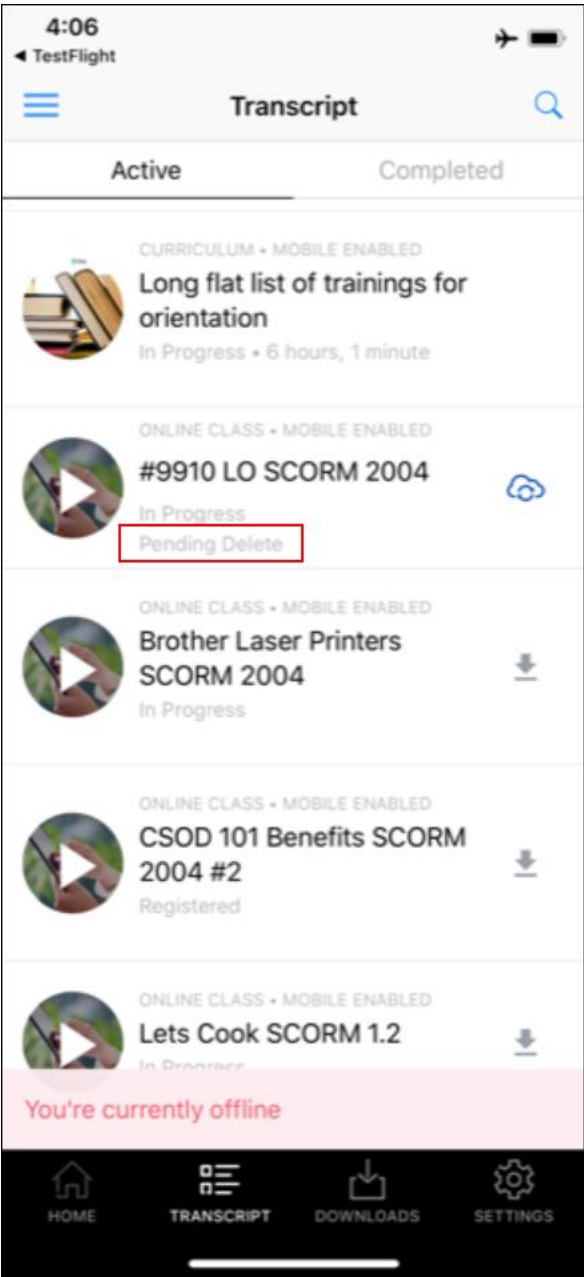 4:06
◀ TestFlight
Transcript
Active
Completed
CURRICULUM • MOBILE ENABLED
Long flat list of trainings for
orientation
In Progress • 6 hours, 1 minute
ONLINE CLASS • MOBILE ENABLED
#9910 LO SCORM 2004
In Progress
Pending Delete
ONLINE CLASS • MOBILE ENABLED
Brother Laser Printers
SCORM 2004
In Progress
ONLINE CLASS • MOBILE ENABLED
CSOD 101 Benefits SCORM
2004 #2
Registered
ONLINE CLASS • MOBILE ENABLED
Lets Cook SCORM 1.2
In Progress
You're currently offline
HOME
TRANSCRIPT
DOWNLOADS
SETTINGS